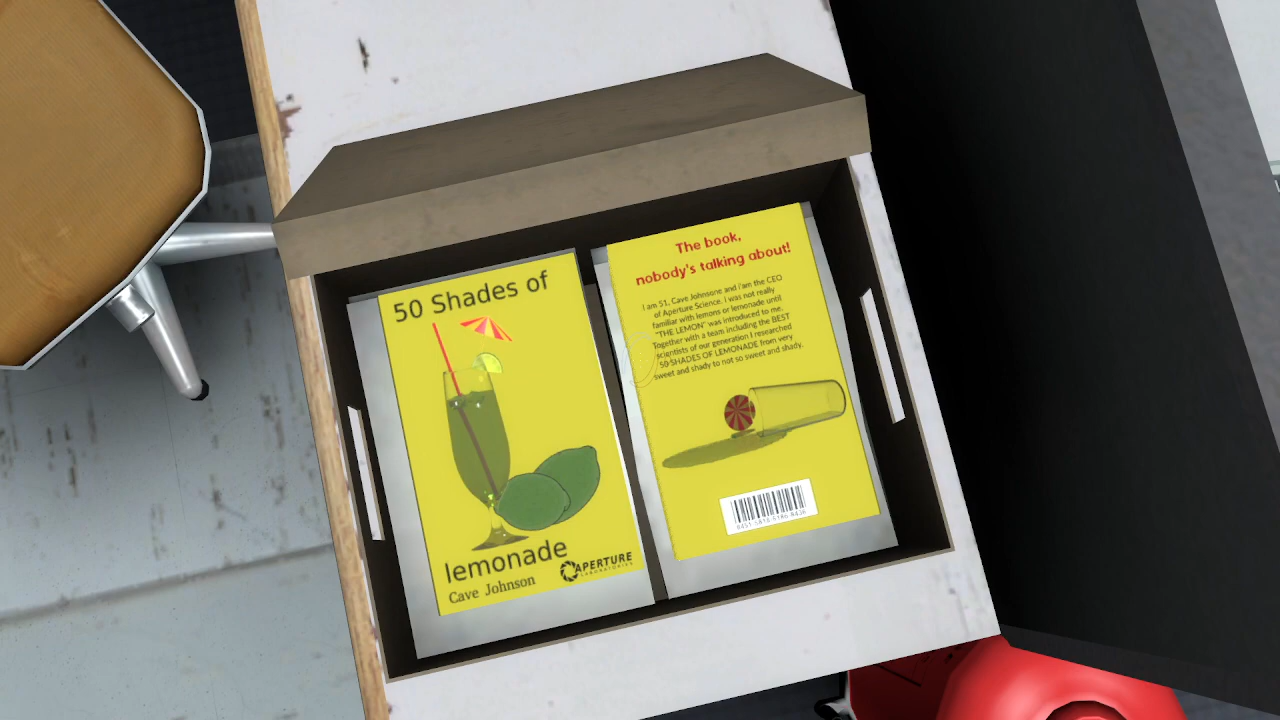 50 Shades of
lemonade
Cave Johnson
APERTURE
LABORATORIES
The book,
nobody's talking about!
I am 51, Cave Johnsone and i'am the CEO
of Aperture Science. I was not really
familiar with lemons or lemonade until
"THE LEMON" was introduced to me.
Together with a team including the BEST
scientists of our generation I researched
50 SHADES OF LEMONADE from very
sweet and shady to not so sweet and shady.